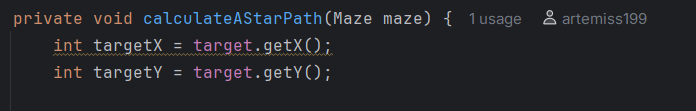 private void calculateAStarPath(Maze maze) { 1 usage artemiss199
int targetX = target.getX();
int targetY = target.getY();